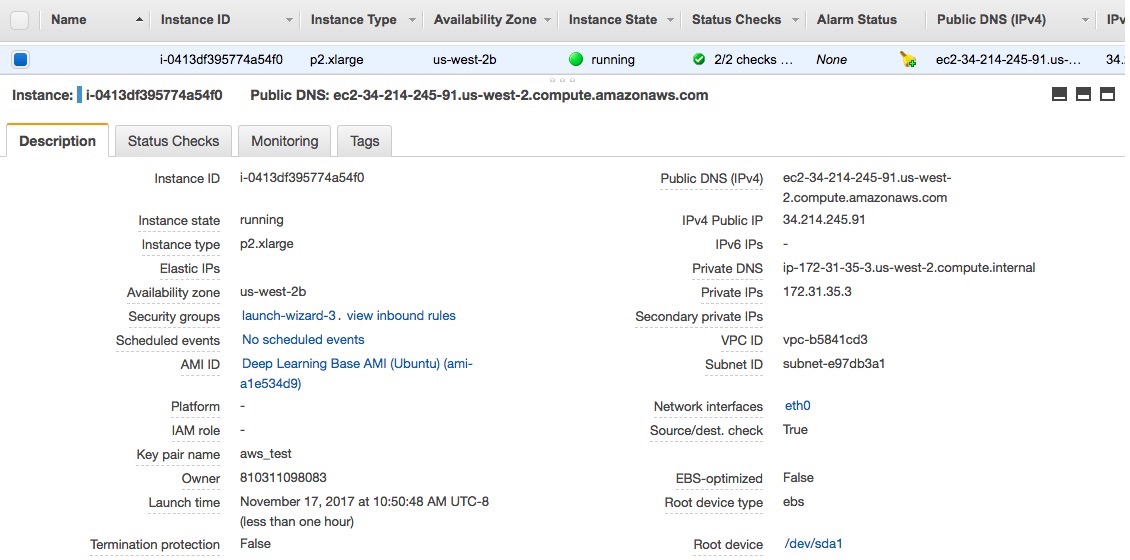 Name Instance ID Instance Type Availability Zone Instance State Status Checks Alarm Status Public DNS (IPv4) IPv
i-0413df395774a54f0 p2.xlarge us-west-2b running 2/2 checks ... None ec2-34-214-245-91.us-... 34.
Instance: i-0413df395774a54f0 Public DNS: ec2-34-214-245-91.us-west-2.compute.amazonaws.com
Description Status Checks Monitoring Tags
Instance ID i-0413df395774a54f0 Public DNS (IPv4) ec2-34-214-245-91.us-west-
2.compute.amazonaws.com
Instance state running IPv4 Public IP 34.214.245.91
Instance type p2.xlarge IPv6 IPs -
Elastic IPs Private DNS ip-172-31-35-3.us-west-2.compute.internal
Availability zone us-west-2b Private IPs 172.31.35.3
Security groups launch-wizard-3. view inbound rules Secondary private IPs
Scheduled events No scheduled events VPC ID vpc-b5841cd3
AMI ID Deep Learning Base AMI (Ubuntu) (ami- Subnet ID subnet-e97db3a1
a1e534d9)
Platform - Network interfaces eth0
IAM role - Source/dest. check True
Key pair name aws_test
Owner 810311098083 EBS-optimized False
Launch time November 17, 2017 at 10:50:48 AM UTC-8 Root device type ebs
(less than one hour)
Termination protection False Root device /dev/sda1